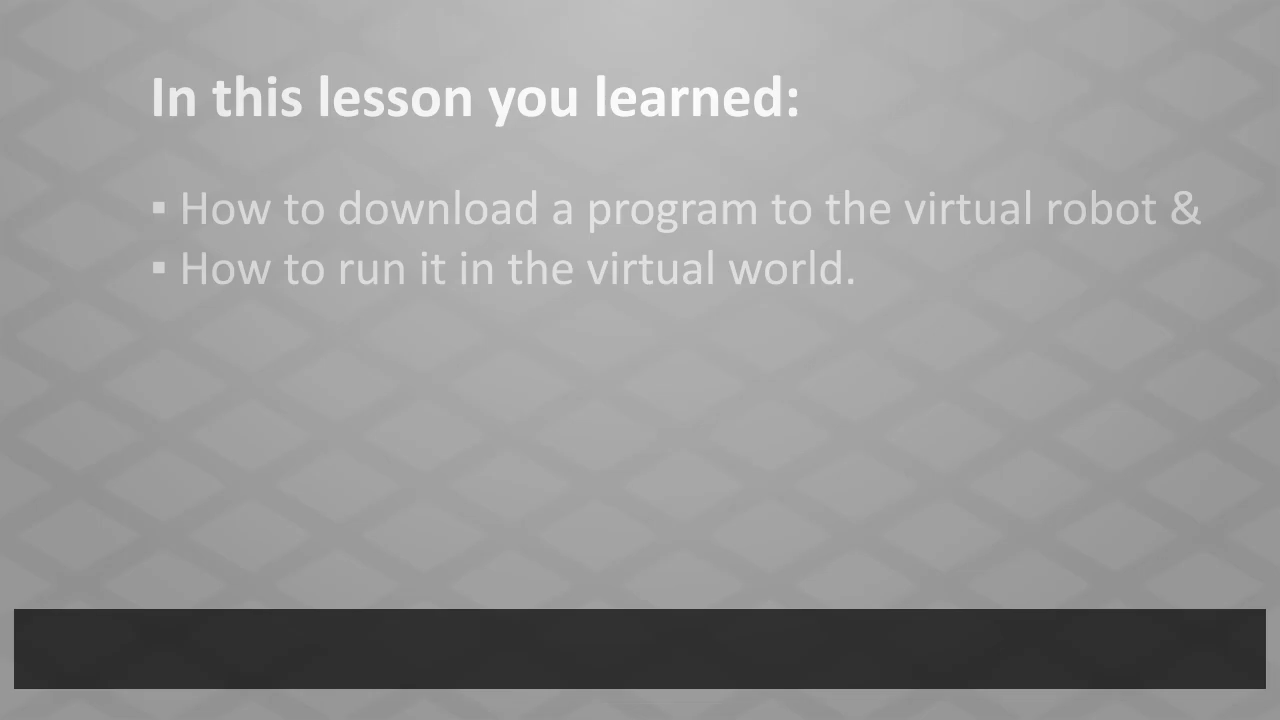 In this lesson you learned:
▪ How to download a program to the virtual robot &
▪ How to run it in the virtual world.